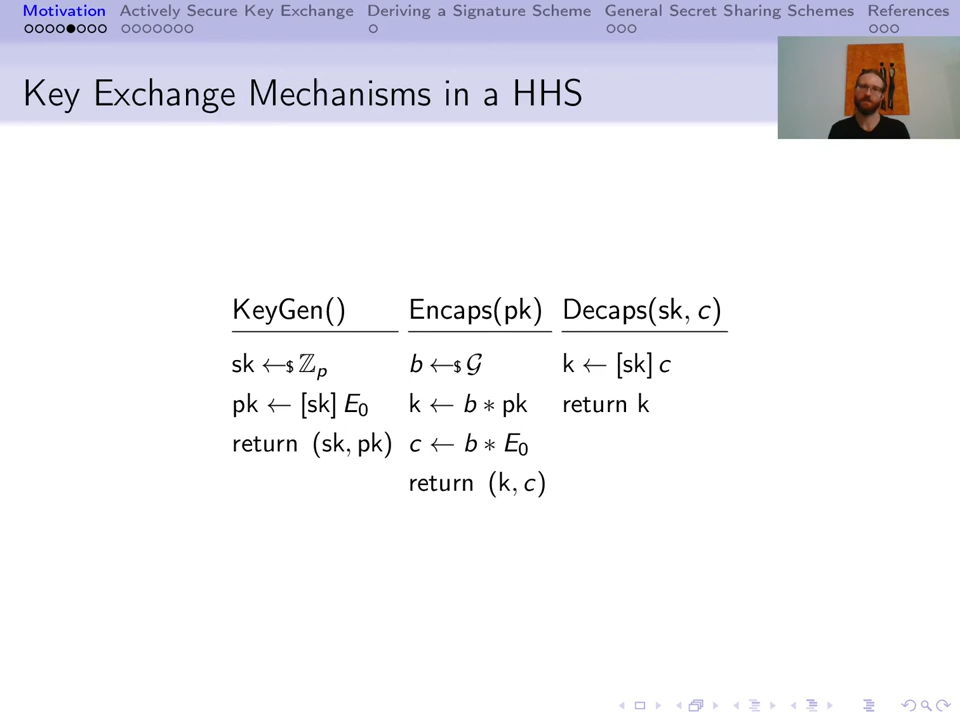 Motivation Actively Secure Key Exchange Deriving a Signature Scheme General Secret Sharing Schemes References
Key Exchange Mechanisms in a HHS
KeyGen() Encaps(pk) Decaps(sk, c)
sk ←$ ℤp b ←$ 𝒢 k ← [sk] c
pk ← [sk] E0 k ← b ∗ pk return k
return (sk, pk) c ← b ∗ E0
return (k, c)